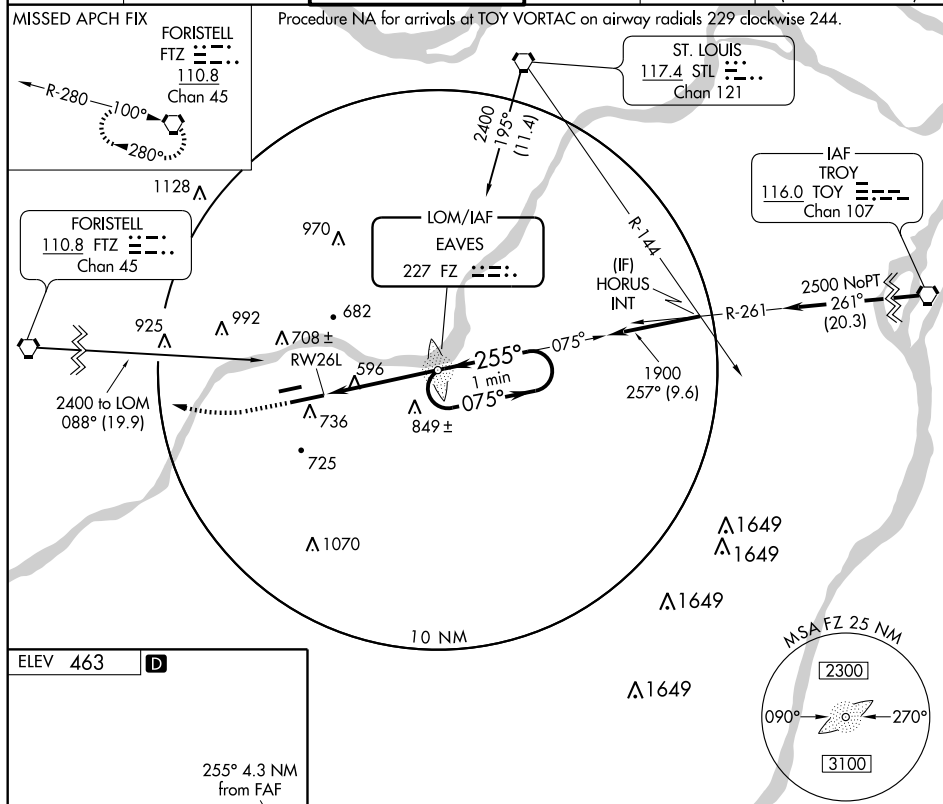 MISSED APCH FIX
FORISTELL
FTZ
110.8
Chan 45
R-280
100°
280°
Procedure NA for arrivals at TOY VORTAC on airway radials 229 clockwise 244.
ST. LOUIS
117.4 STL
Chan 121
2400
195°
(11.4)
IAF
TROY
116.0 TOY
Chan 107
1128
FORISTELL
110.8 FTZ
Chan 45
970
LOM/IAF
EAVES
227 FZ
R-144
(IF)
HORUS
INT
R-261
2500 NoPT
261°
(20.3)
925
992
682
708 ±
RW26L
596
255°
075°
1 min
075°
1900
257° (9.6)
2400 to LOM
088° (19.9)
736
849 ±
725
1070
1649
1649
1649
1649
10 NM
MSA FZ 25 NM
2300
090°
270°
3100
ELEV 463
D
255° 4.3 NM
from FAF